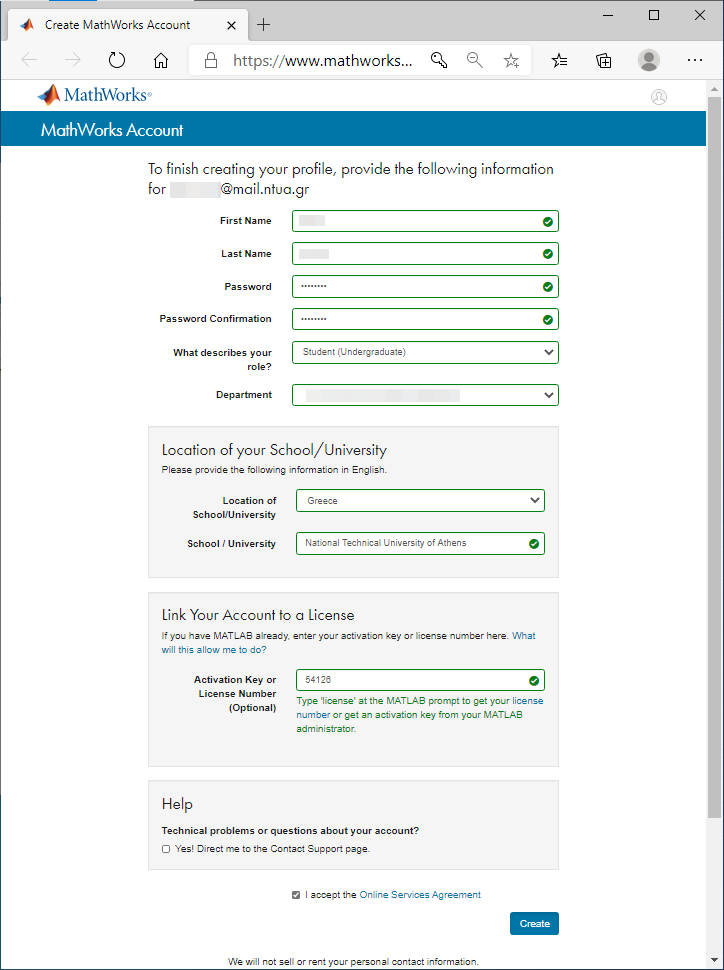 Create MathWorks Account
https://www.mathworks...
MathWorks®
MathWorks Account
To finish creating your profile, provide the following information
for @mail.ntua.gr
First Name
Last Name
Password ••••••••
Password Confirmation ••••••••
What describes your Student (Undergraduate)
role?
Department
Location of your School/University
Please provide the following information in English.
Location of Greece
School/University
School / University National Technical University of Athens
Link Your Account to a License
If you have MATLAB already, enter your activation key or license number here. What
will this allow me to do?
Activation Key or 54126
License Number
(Optional)
Type 'license' at the MATLAB prompt to get your license
number or get an activation key from your MATLAB
administrator.
Help
Technical problems or questions about your account?
Yes! Direct me to the Contact Support page.
I accept the Online Services Agreement
Create
We will not sell or rent your personal contact information.